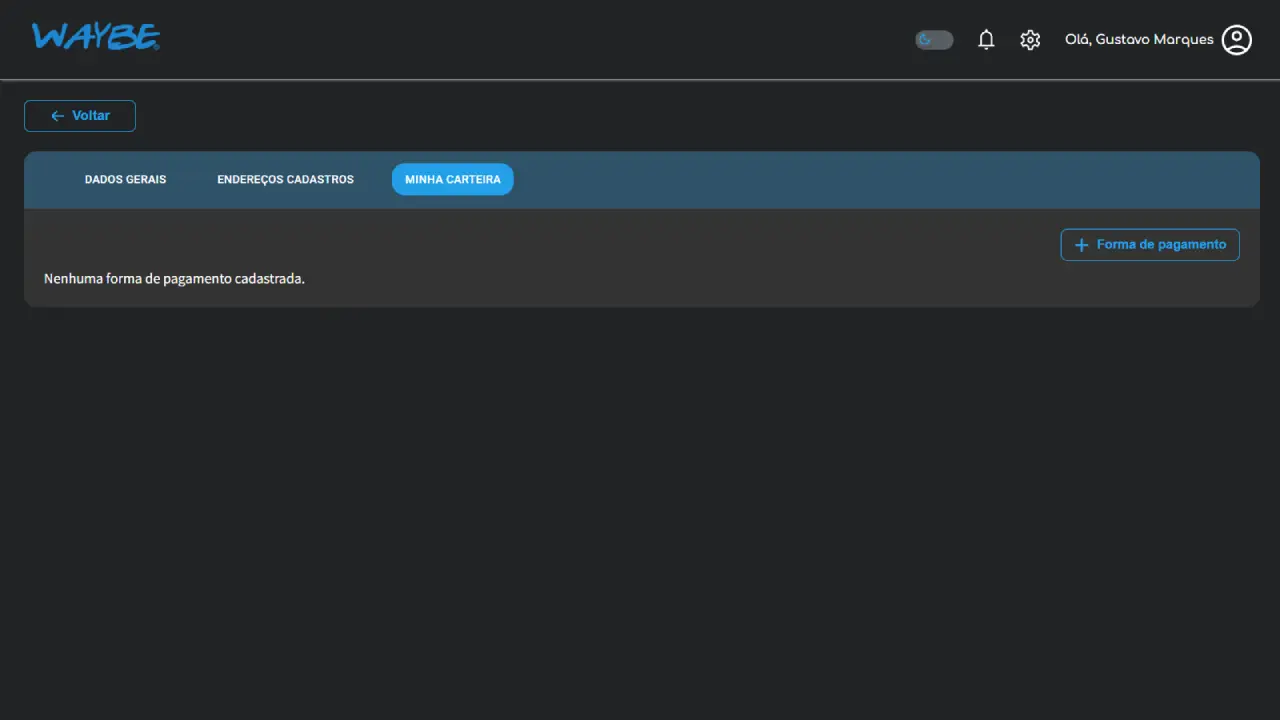 WAYBE
Olá, Gustavo Marques
Voltar
DADOS GERAIS
ENDEREÇOS CADASTROS
MINHA CARTEIRA
Forma de pagamento
Nenhuma forma de pagamento cadastrada.